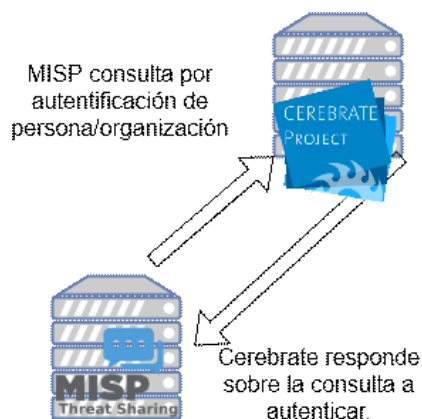 MISP consulta por
autentificación de
persona/organización
CEREBRATE
PROJECT
MISP
Threat Sharing
Cerebrate responde
sobre la consulta a
autenticar.